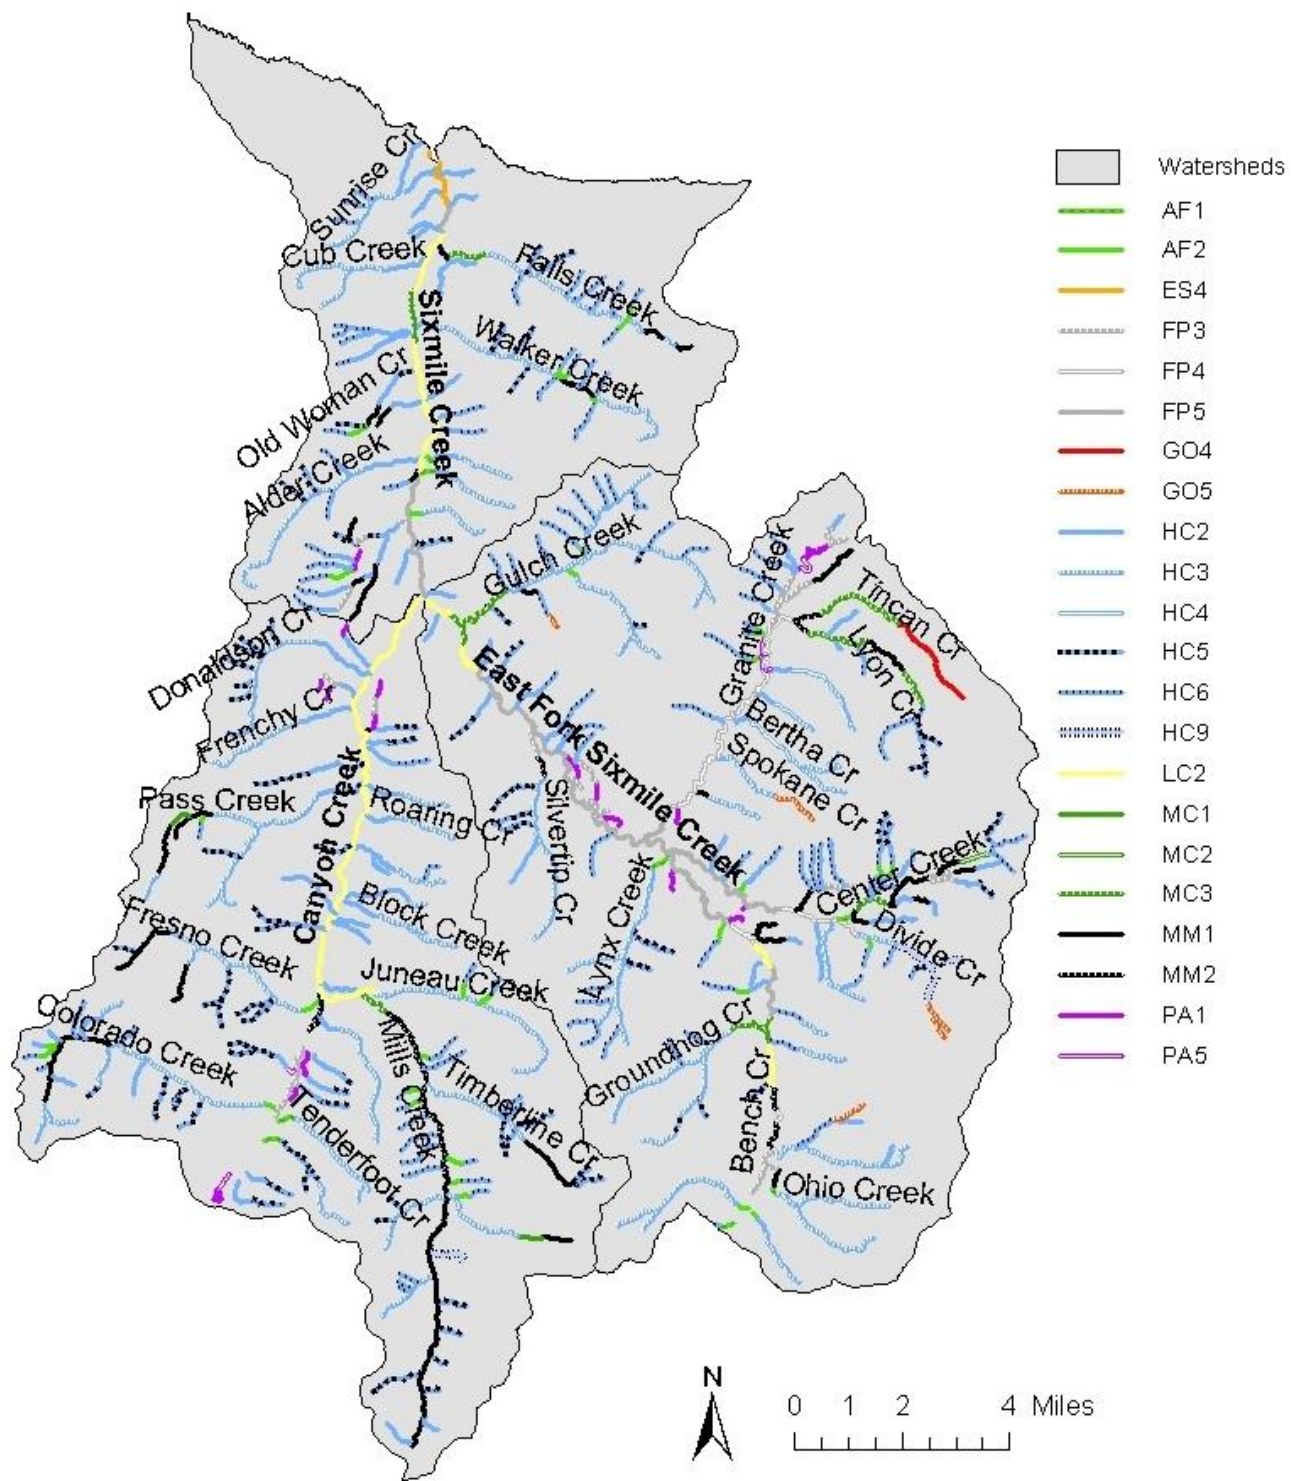 Sunrise Cr
Cub Creek
Falls Creek
Sixmile Creek
Walker Creek
Old Woman Cr
Alder Creek
Gulch Creek
Granite Creek
Tincan Cr
Lyon Cr
Donaldson Cr
East Fork Sixmile Creek
Frenchy Cr
Bertha Cr
Spokane Cr
Canyon Creek
Pass Creek
Roaring Cr
Silvertip Cr
Center Creek
Block Creek
Lynx Creek
Divide Cr
Fresno Creek
Juneau Creek
Colorado Creek
Mills Creek
Groundhog Cr
Timberline Cr
Tenderfoot Cr
Bench Cr
Ohio Creek
Watersheds
AF1
AF2
ES4
FP3
FP4
FP5
GO4
GO5
HC2
HC3
HC4
HC5
HC6
HC9
LC2
MC1
MC2
MC3
MM1
MM2
PA1
PA5
N
0 1 2 4 Miles